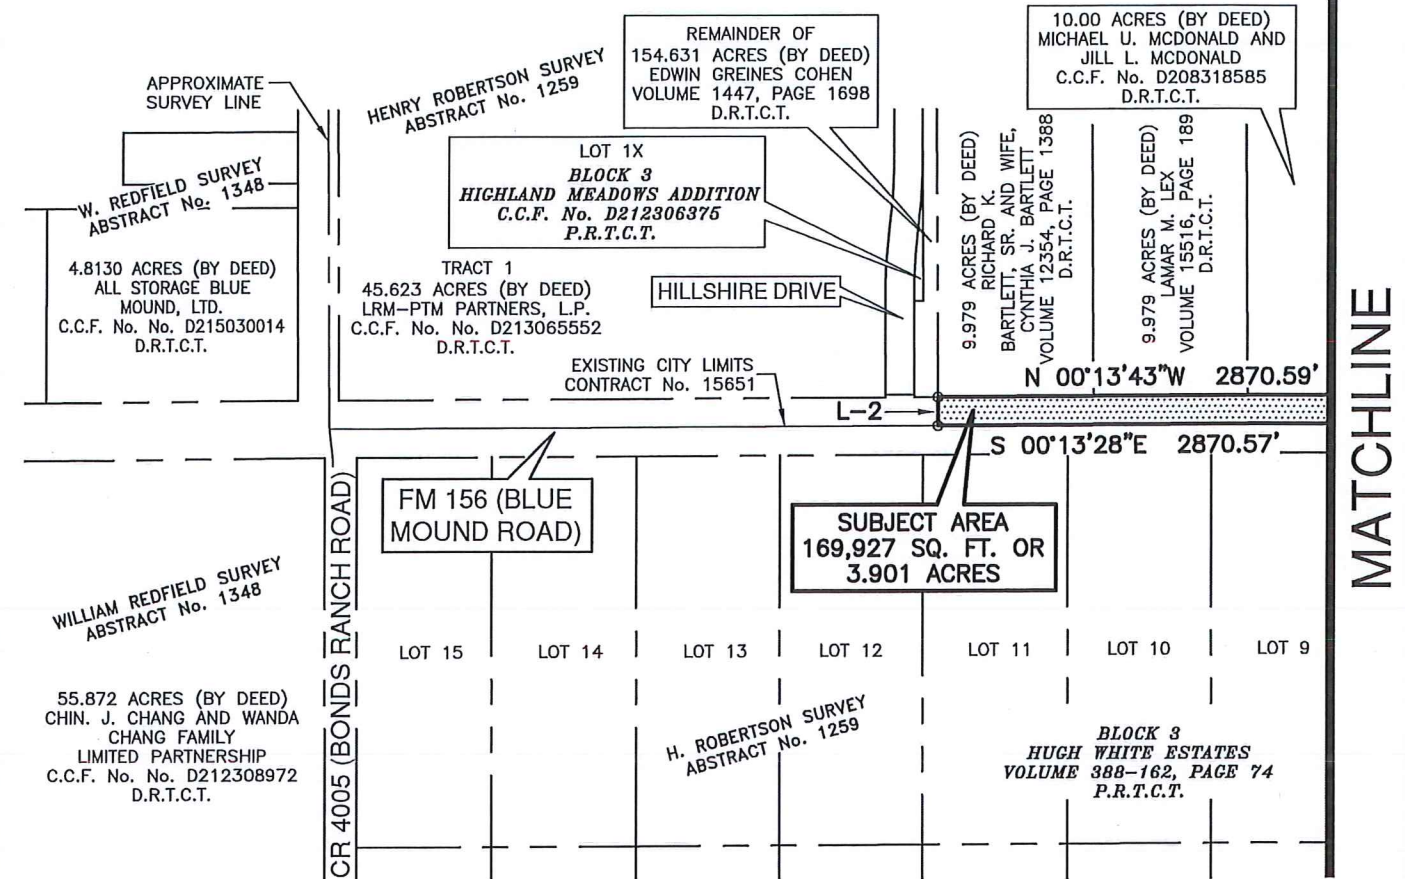 REMAINDER OF
154.631 ACRES (BY DEED)
EDWIN GREINES COHEN
VOLUME 1447, PAGE 1698
D.R.T.C.T.
10.00 ACRES (BY DEED)
MICHAEL U. MCDONALD AND
JILL L. MCDONALD
C.C.F. No. D208318585
D.R.T.C.T.
APPROXIMATE
SURVEY LINE
HENRY ROBERTSON SURVEY
ABSTRACT No. 1259
LOT 1X
BLOCK 3
HIGHLAND MEADOWS ADDITION
C.C.F. No. D212306375
P.R.T.C.T.
W. REDFIELD SURVEY
ABSTRACT No. 1348
9.979 ACRES (BY DEED)
RICHARD K.
BARTLETT, SR. AND WIFE,
CYNTHIA J. BARTLETT
VOLUME 12354, PAGE 1388
D.R.T.C.T.
9.979 ACRES (BY DEED)
LAMAR M. LEX
VOLUME 15516, PAGE 189
D.R.T.C.T.
4.8130 ACRES (BY DEED)
ALL STORAGE BLUE
MOUND, LTD.
C.C.F. No. No. D215030014
D.R.T.C.T.
TRACT 1
45.623 ACRES (BY DEED)
LRM-PTM PARTNERS, L.P.
C.C.F. No. No. D213065552
D.R.T.C.T.
HILLSHIRE DRIVE
EXISTING CITY LIMITS
CONTRACT No. 15651
N 00°13'43"W 2870.59'
L-2
S 00°13'28"E 2870.57'
MATCHLINE
FM 156 (BLUE
MOUND ROAD)
SUBJECT AREA
169,927 SQ. FT. OR
3.901 ACRES
WILLIAM REDFIELD SURVEY
ABSTRACT No. 1348
CR 4005 (BONDS RANCH ROAD)
LOT 15
LOT 14
LOT 13
LOT 12
LOT 11
LOT 10
LOT 9
55.872 ACRES (BY DEED)
CHIN. J. CHANG AND WANDA
CHANG FAMILY
LIMITED PARTNERSHIP
C.C.F. No. No. D212308972
D.R.T.C.T.
H. ROBERTSON SURVEY
ABSTRACT No. 1259
BLOCK 3
HUGH WHITE ESTATES
VOLUME 388-162, PAGE 74
P.R.T.C.T.